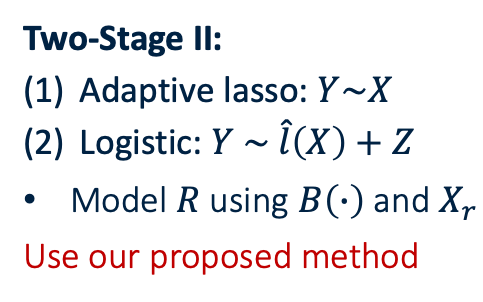 Two-Stage II:
(1) Adaptive lasso: Y~X
(2) Logistic: Y ~ l̂(X) + Z
• Model R using B(·) and Xᵣ
Use our proposed method